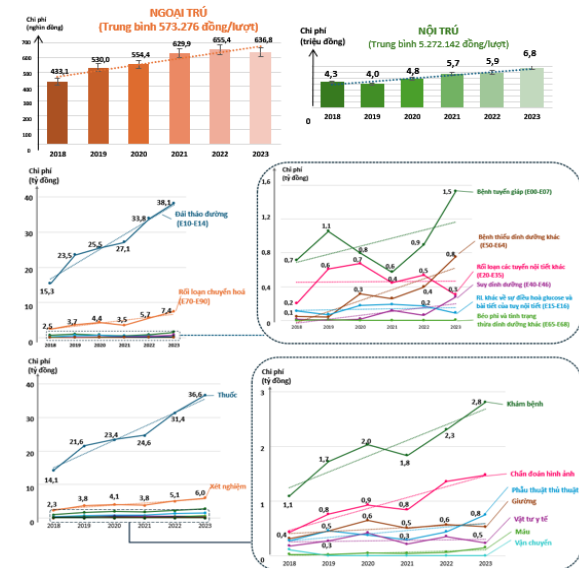 NGOẠI TRÚ
(Trung bình 573.276 đồng/lượt)
Chi phí
(nghìn đồng)
700
600
500
400
300
200
100
0
433,1
530,0
554,4
629,9
655,4
636,8
2018 2019 2020 2021 2022 2023
NỘI TRÚ
(Trung bình 5.272.142 đồng/lượt)
Chi phí
(triệu đồng)
0
4,3 4,0 4,8 5,7 5,9 6,8
2018 2019 2020 2021 2022 2023
Chi phí
(tỷ đồng)
40
30
20
10
0
15,3
23,5
25,5
27,1
33,8
38,1
Đái tháo đường
(E10-E14)
Rối loạn chuyển hoá
(E70-E90)
2,5 3,7 4,4 3,5 5,7 7,4
2018 2019 2020 2021 2022 2023
Chi phí
(tỷ đồng)
1,6
1,2
0,8
0,4
0
0,7
1,1
0,8
0,6
0,9
1,5
0,2
0,6
0,7
0,4
0,5
0,3
0,1
0,3
0,4
0,2
0,8
Bệnh tuyến giáp (E00-E07)
Bệnh thiếu dinh dưỡng khác
(E50-E64)
Rối loạn các tuyến nội tiết khác
(E20-E35)
Suy dinh dưỡng (E40-E46)
RL khác về sự điều hoà glucose và
bài tiết của tuy nội tiết (E15-E16)
Béo phì và tình trạng
thừa dinh dưỡng khác (E65-E68)
2018 2019 2020 2021 2022 2023
Chi phí
(tỷ đồng)
40
30
20
10
0
14,1
21,6
23,4
24,6
31,4
36,6
Thuốc
Xét nghiệm
2,3 3,8 4,1 3,8 5,1 6,0
2018 2019 2020 2021 2022 2023
Chi phí
(tỷ đồng)
3
2
1
0
1,1
1,7
2,0
1,8
2,3
2,8
0,4
0,8
0,9
0,8
0,5
0,6
0,5
0,6
0,8
0,3
0,3
0,5
Khám bệnh
Chẩn đoán hình ảnh
Phẫu thuật thủ thuật
Giường
Vật tư y tế
Máu
Vận chuyển
2018 2019 2020 2021 2022 2023